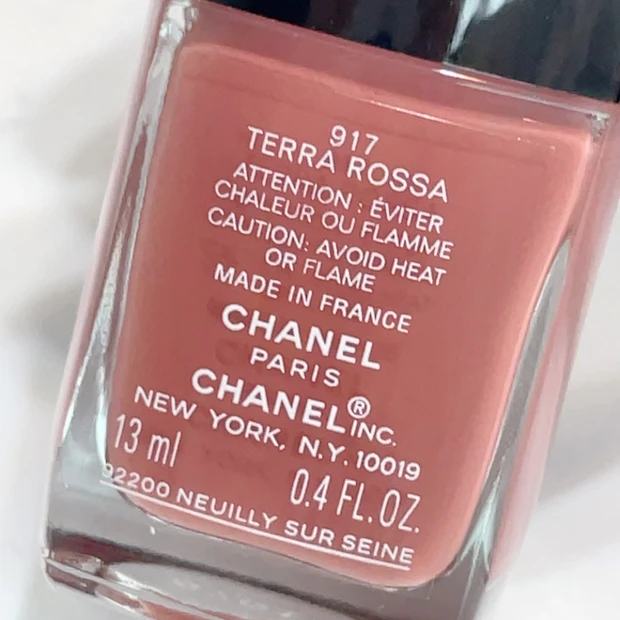 917
TERRA ROSSA
ATTENTION : ÉVITER
CHALEUR OU FLAMME
CAUTION: AVOID HEAT
OR FLAME
MADE IN FRANCE
CHANEL
PARIS
CHANEL® INC.
NEW YORK, N.Y. 10019
13 ml 0.4 FL.OZ.
92200 NEUILLY SUR SEINE